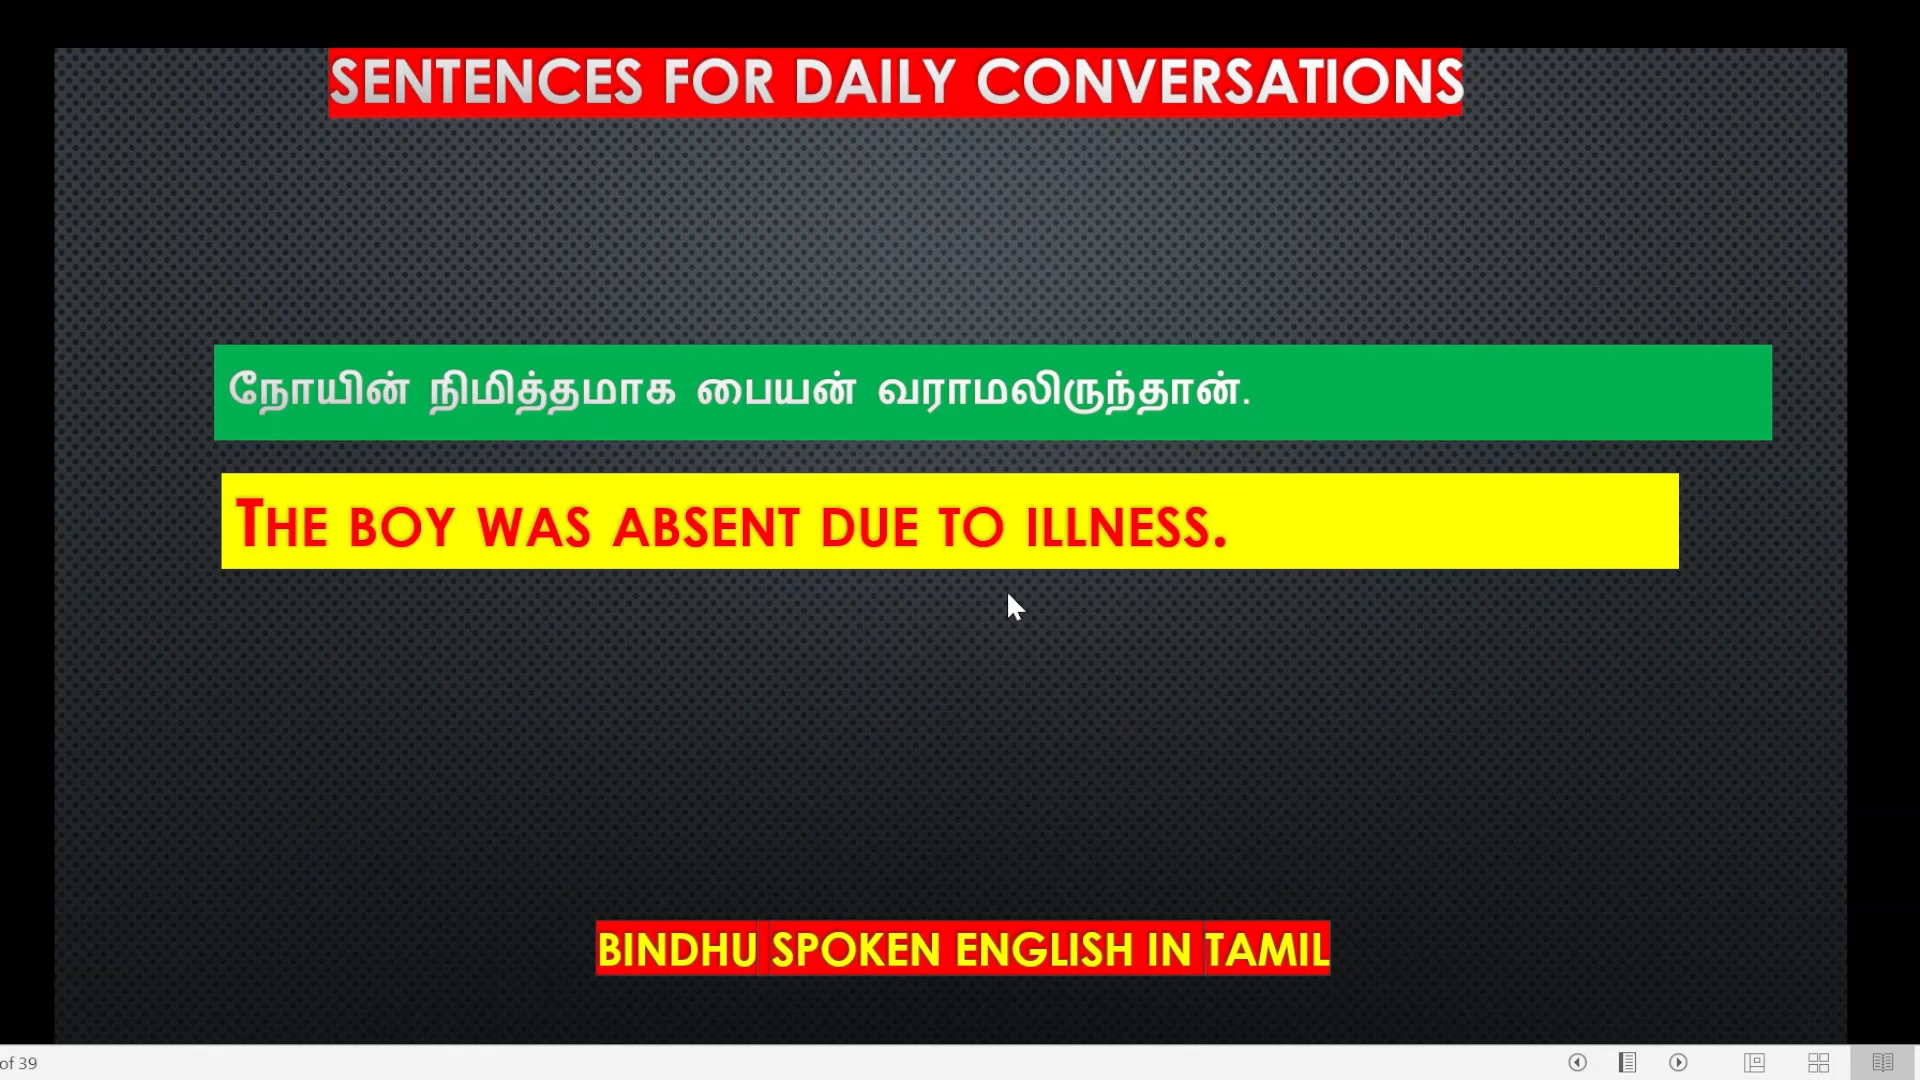 SENTENCES FOR DAILY CONVERSATIONS
நோயின் நிமித்தமாக பையன் வராமலிருந்தான்.
THE BOY WAS ABSENT DUE TO ILLNESS.
BINDHU SPOKEN ENGLISH IN TAMIL
of 39